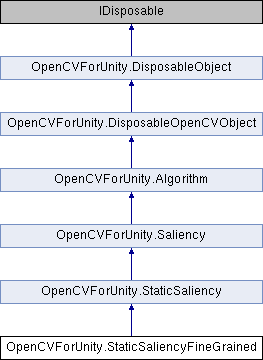 IDisposable
OpenCVForUnity.DisposableObject
OpenCVForUnity.DisposableOpenCVObject
OpenCVForUnity.Algorithm
OpenCVForUnity.Saliency
OpenCVForUnity.StaticSaliency
OpenCVForUnity.StaticSaliencyFineGrained